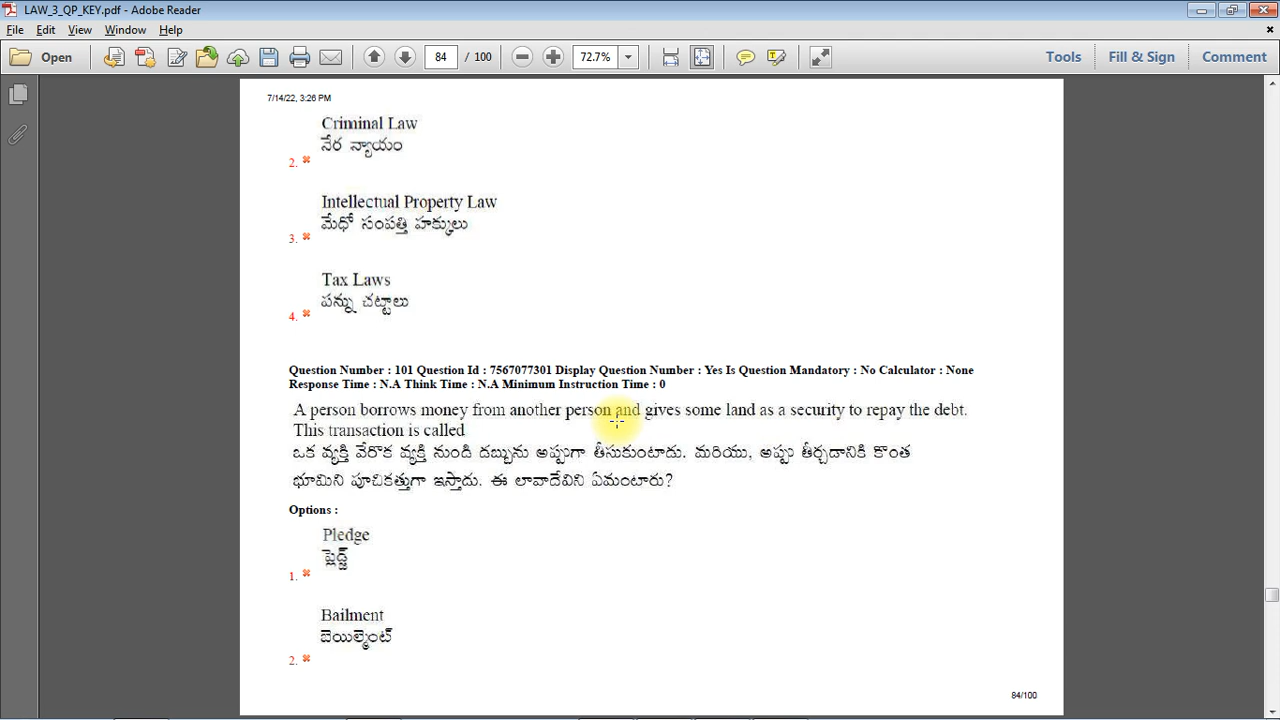 LAW_3_QP_KEY.pdf - Adobe Reader
File Edit View Window Help
Open 84 / 100 72.7% Tools Fill & Sign Comment
7/14/22, 3:26 PM
Criminal Law
నేర న్యాయం
2.
Intellectual Property Law
మేధో సంపత్తి హక్కులు
3.
Tax Laws
పన్ను చట్టాలు
4.
Question Number : 101 Question Id : 7567077301 Display Question Number : Yes Is Question Mandatory : No Calculator : None
Response Time : N.A Think Time : N.A Minimum Instruction Time : 0
A person borrows money from another person and gives some land as a security to repay the debt.
This transaction is called
ఒక వ్యక్తి వేరొక వ్యక్తి నుండి డబ్బును అప్పుగా తీసుకుంటాడు. మరియు, అప్పు తీర్చడానికి కొంత
భూమిని పూచికత్తుగా ఇస్తాడు. ఈ లావాదేవిని ఏమంటారు?
Options :
Pledge
ప్లెడ్జ్
1.
Bailment
బెయిల్మెంట్
2.
84/100